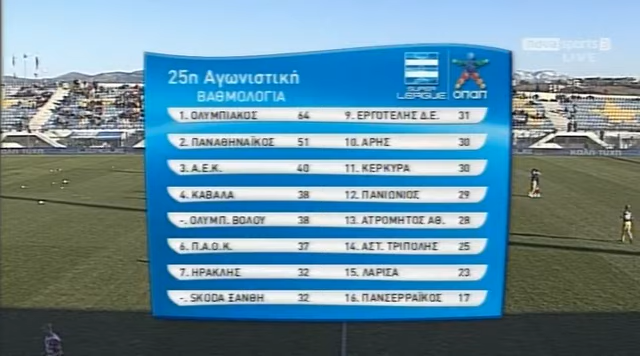 novasports 3
LIVE
25η Αγωνιστική
ΒΑΘΜΟΛΟΓΙΑ
SUPER LEAGUE
ΟΠΑΠ
1. ΟΛΥΜΠΙΑΚΟΣ 64
2. ΠΑΝΑΘΗΝΑΪΚΟΣ 51
3. Α.Ε.Κ. 40
4. ΚΑΒΑΛΑ 38
-. ΟΛΥΜΠ. ΒΟΛΟΥ 38
6. Π.Α.Ο.Κ. 37
7. ΗΡΑΚΛΗΣ 32
-. SKODA ΞΑΝΘΗ 32
9. ΕΡΓΟΤΕΛΗΣ Δ.Ε. 31
10. ΑΡΗΣ 30
11. ΚΕΡΚΥΡΑ 30
12. ΠΑΝΙΩΝΙΟΣ 29
13. ΑΤΡΟΜΗΤΟΣ ΑΘ. 28
14. ΑΣΤ. ΤΡΙΠΟΛΗΣ 25
15. ΛΑΡΙΣΑ 23
16. ΠΑΝΣΕΡΡΑΪΚΟΣ 17